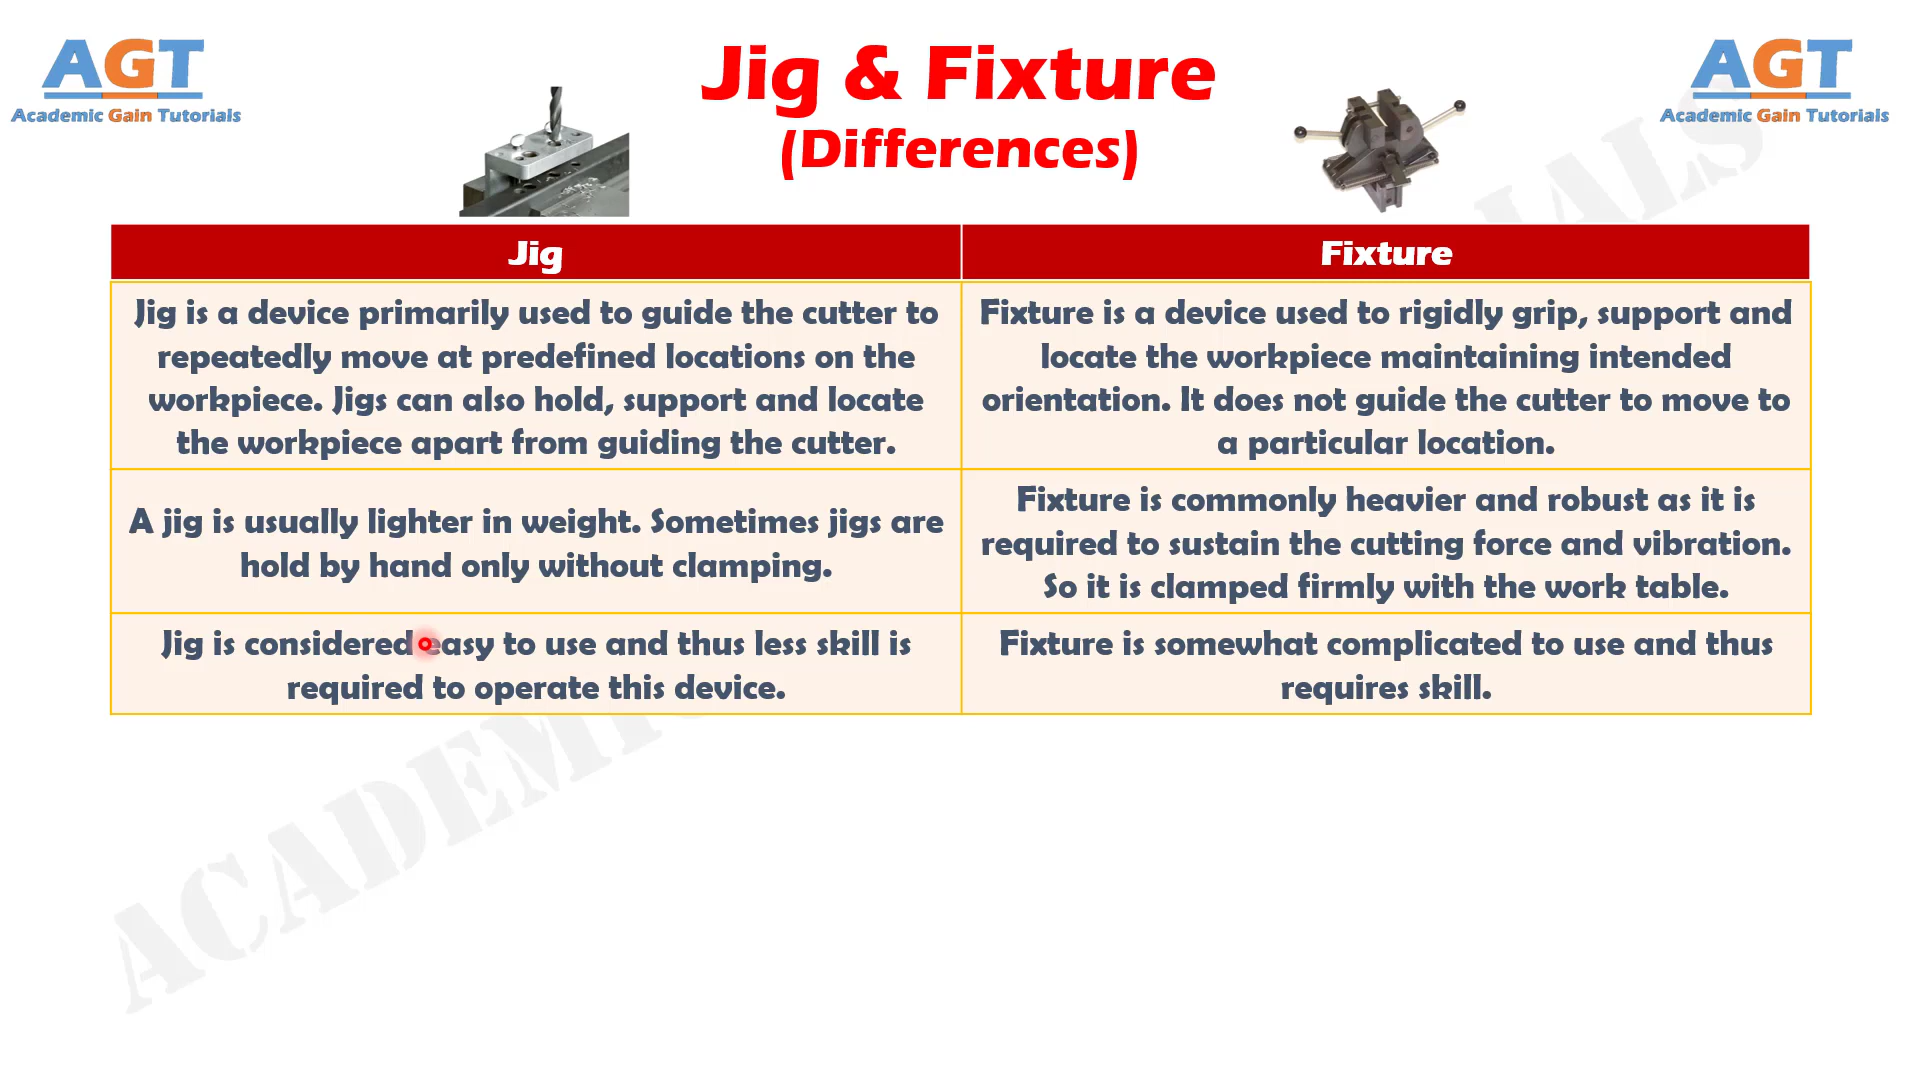 AGT
Academic Gain Tutorials
Jig & Fixture
(Differences)
AGT
Academic Gain Tutorials
Jig
Fixture
Jig is a device primarily used to guide the cutter to
repeatedly move at predefined locations on the
workpiece. Jigs can also hold, support and locate
the workpiece apart from guiding the cutter.
Fixture is a device used to rigidly grip, support and
locate the workpiece maintaining intended
orientation. It does not guide the cutter to move to
a particular location.
A jig is usually lighter in weight. Sometimes jigs are
hold by hand only without clamping.
Fixture is commonly heavier and robust as it is
required to sustain the cutting force and vibration.
So it is clamped firmly with the work table.
Jig is considered easy to use and thus less skill is
required to operate this device.
Fixture is somewhat complicated to use and thus
requires skill.